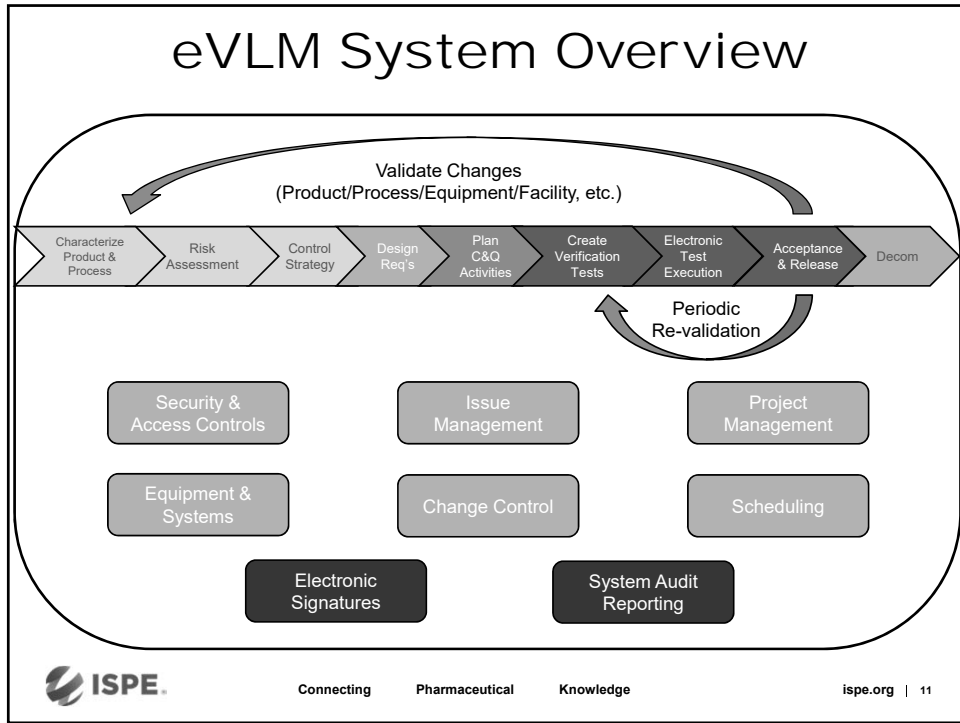 eVLM System Overview
Validate Changes
(Product/Process/Equipment/Facility, etc.)
Characterize
Product &
Process
Risk
Assessment
Control
Strategy
Design
Req's
Plan
C&Q
Activities
Create
Verification
Tests
Electronic
Test
Execution
Acceptance
& Release
Decom
Periodic
Re-validation
Security &
Access Controls
Issue
Management
Project
Management
Equipment &
Systems
Change Control
Scheduling
Electronic
Signatures
System Audit
Reporting
ISPE®
Connecting Pharmaceutical Knowledge
ispe.org | 11